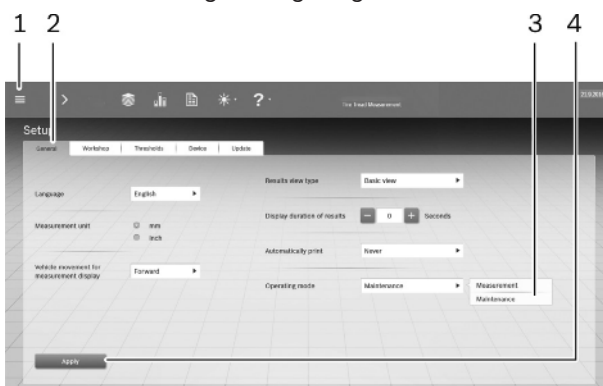 1 2 3 4
Tire Tread Measurement
Setup
General Workshop Thresholds Device Update
Results view type Basic view
Language English
Display duration of results - 0 + Seconds
Measurement unit mm
inch
Automatically print Never
Vehicle movement for
measurement display Forward
Operating mode Maintenance Measurement
Maintenance
Apply